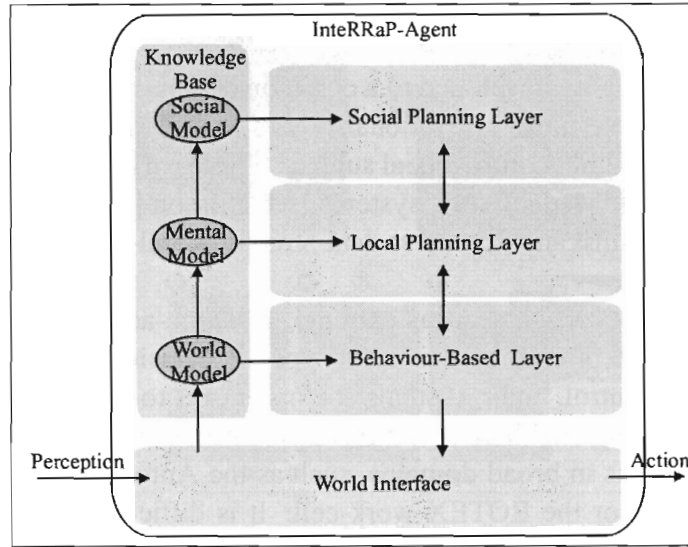 InteRRaP-Agent
Knowledge
Base
Social
Model
Social Planning Layer
Mental Model
Local Planning Layer
World
Model
Behaviour-Based Layer
Perception
World Interface
Action